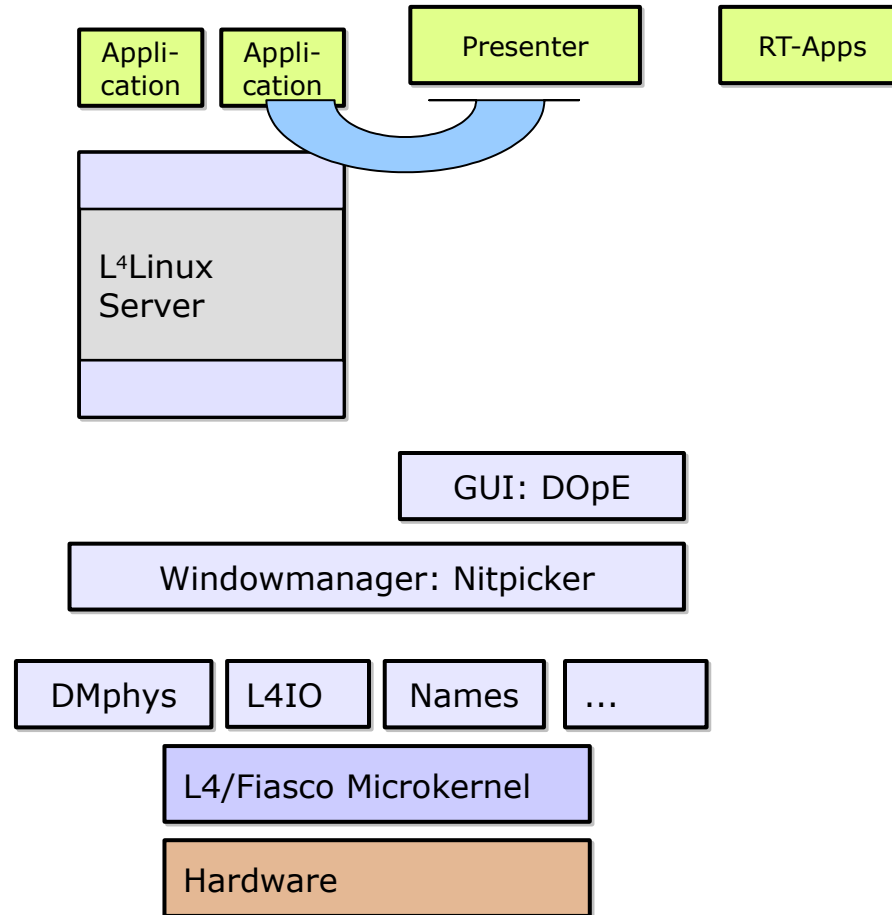 Appli-
cation
Appli-
cation
Presenter
RT-Apps
L⁴Linux
Server
GUI: DOpE
Windowmanager: Nitpicker
DMphys
L4IO
Names
...
L4/Fiasco Microkernel
Hardware